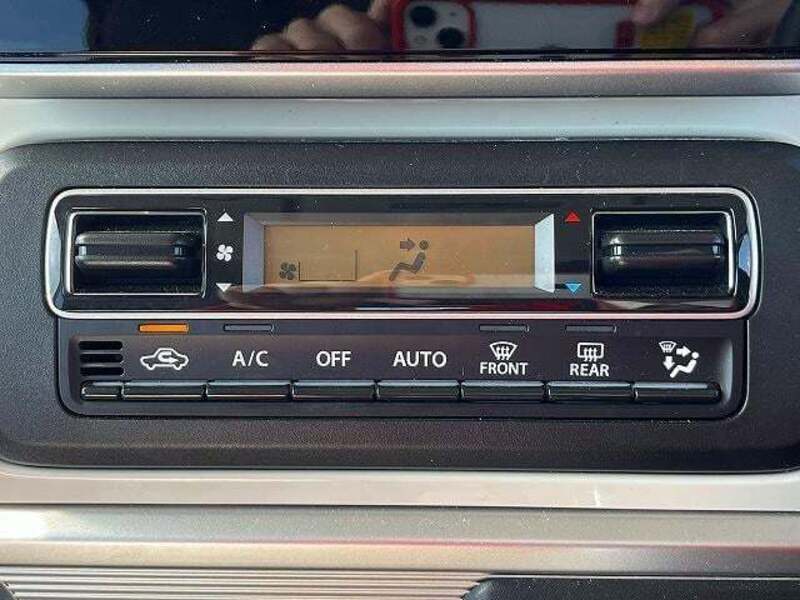 A/C OFF AUTO FRONT REAR